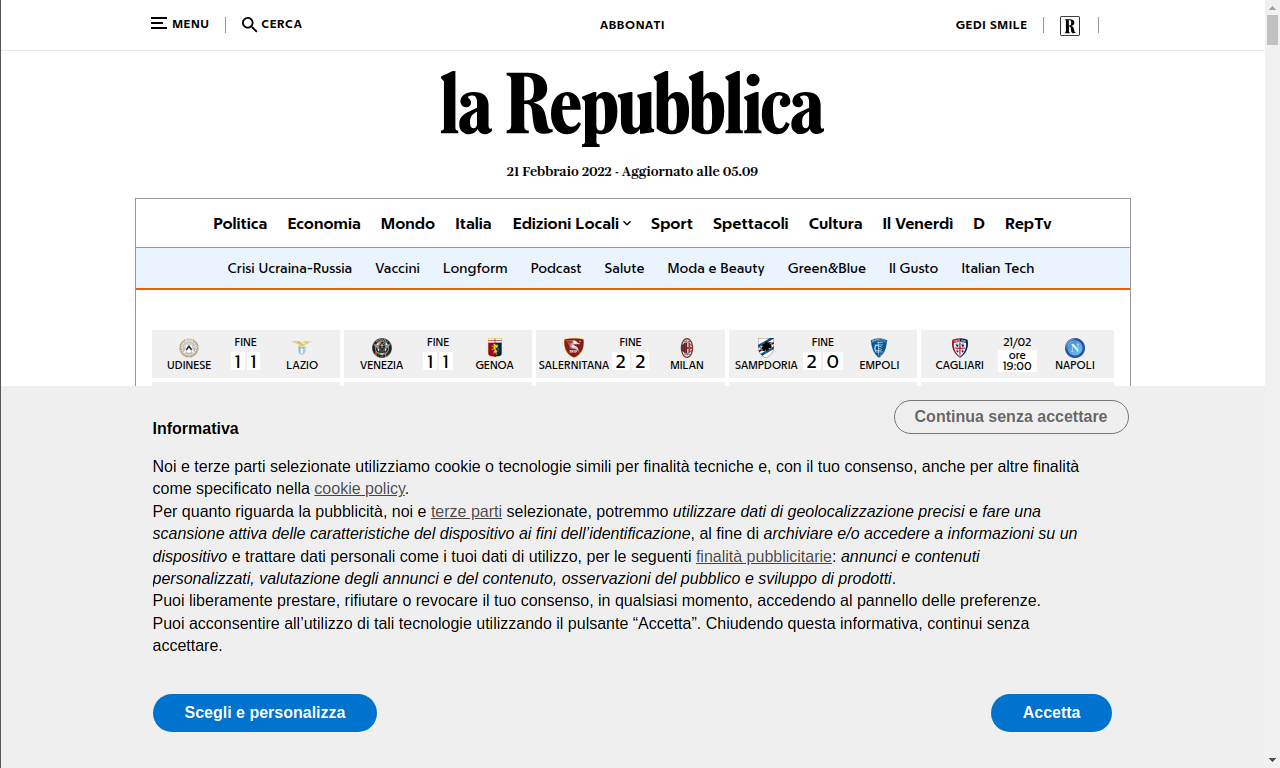 MENU
CERCA
ABBONATI
GEDI SMILE
R
la Repubblica
21 Febbraio 2022 - Aggiornato alle 05.09
Politica Economia Mondo Italia Edizioni Locali Sport Spettacoli Cultura Il Venerdì D RepTv
Crisi Ucraina-Russia Vaccini Longform Podcast Salute Moda e Beauty Green&Blue Il Gusto Italian Tech
UDINESE FINE 1 1 LAZIO
VENEZIA FINE 1 1 GENOA
SALERNITANA FINE 2 2 MILAN
SAMPDORIA FINE 2 0 EMPOLI
CAGLIARI 21/02 ore 19:00 NAPOLI
Continua senza accettare
Informativa
Noi e terze parti selezionate utilizziamo cookie o tecnologie simili per finalità tecniche e, con il tuo consenso, anche per altre finalità
come specificato nella cookie policy.
Per quanto riguarda la pubblicità, noi e terze parti selezionate, potremmo utilizzare dati di geolocalizzazione precisi e fare una
scansione attiva delle caratteristiche del dispositivo ai fini dell’identificazione, al fine di archiviare e/o accedere a informazioni su un
dispositivo e trattare dati personali come i tuoi dati di utilizzo, per le seguenti finalità pubblicitarie: annunci e contenuti
personalizzati, valutazione degli annunci e del contenuto, osservazioni del pubblico e sviluppo di prodotti.
Puoi liberamente prestare, rifiutare o revocare il tuo consenso, in qualsiasi momento, accedendo al pannello delle preferenze.
Puoi acconsentire all’utilizzo di tali tecnologie utilizzando il pulsante “Accetta”. Chiudendo questa informativa, continui senza
accettare.
Scegli e personalizza
Accetta